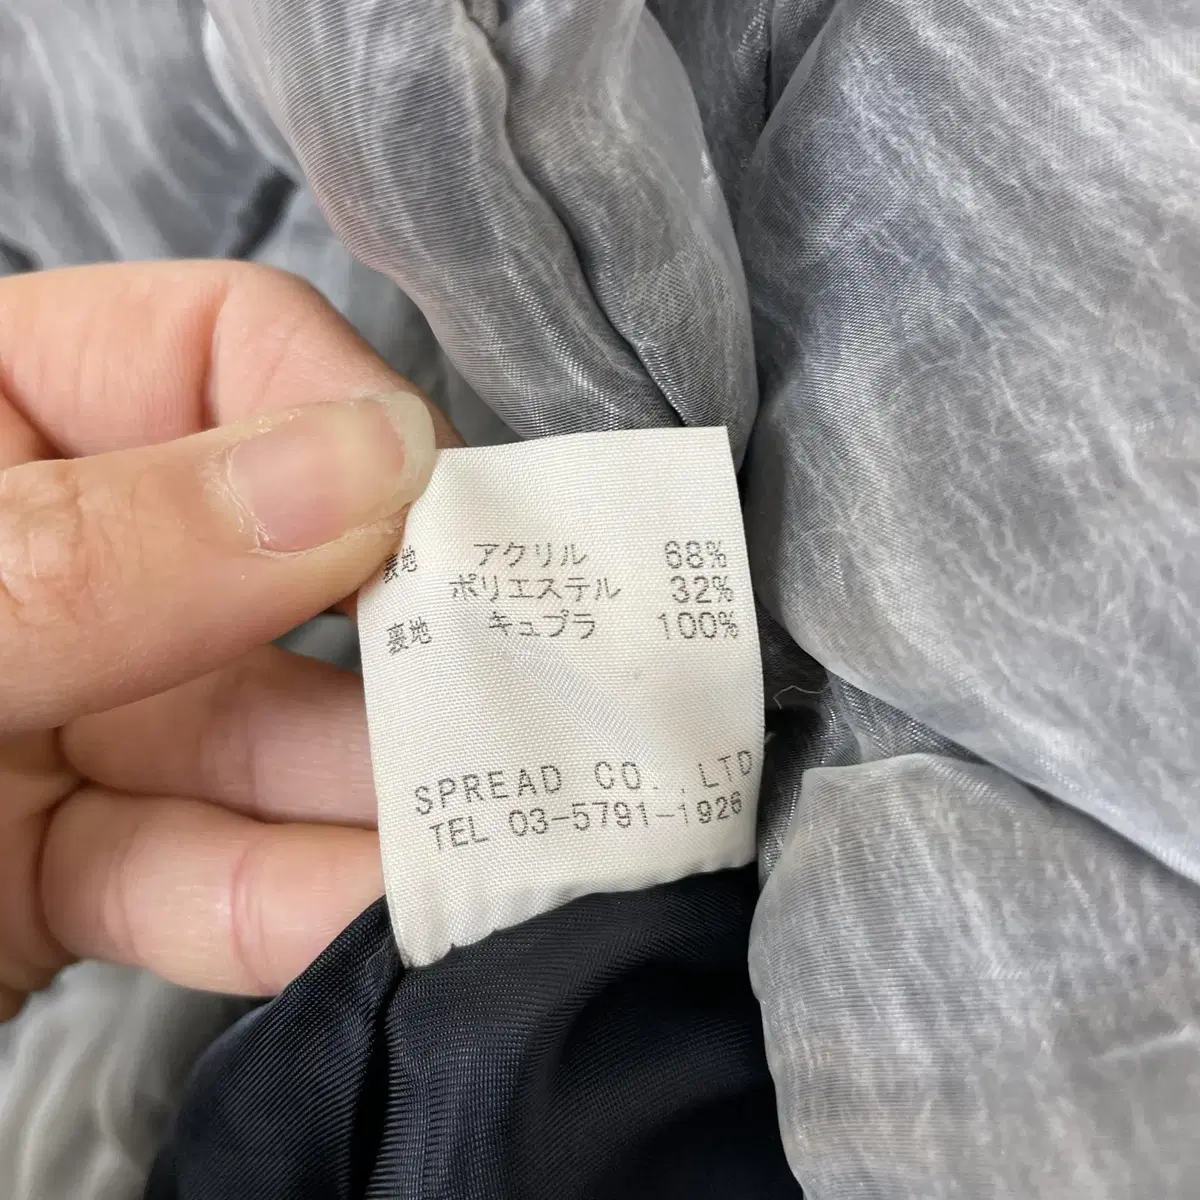 表地 アクリル 68%
ポリエステル 32%
裏地 キュプラ 100%
SPREAD CO.,LTD
TEL 03-5791-1926